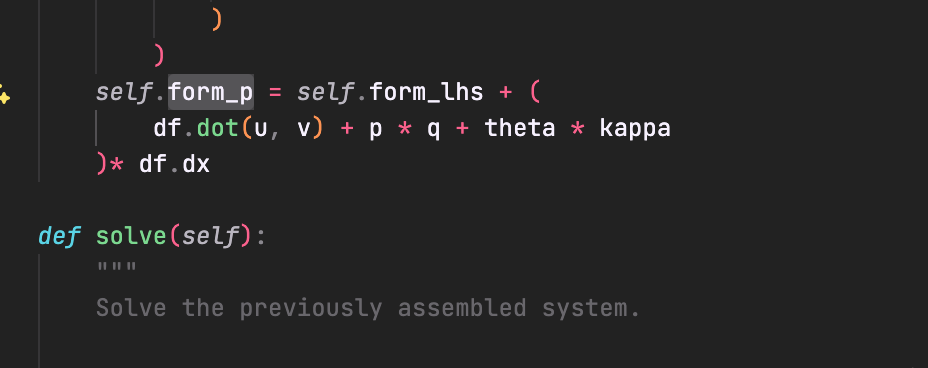 )
)
self.form_p = self.form_lhs + (
df.dot(u, v) + p * q + theta * kappa
)* df.dx
def solve(self):
"""
Solve the previously assembled system.